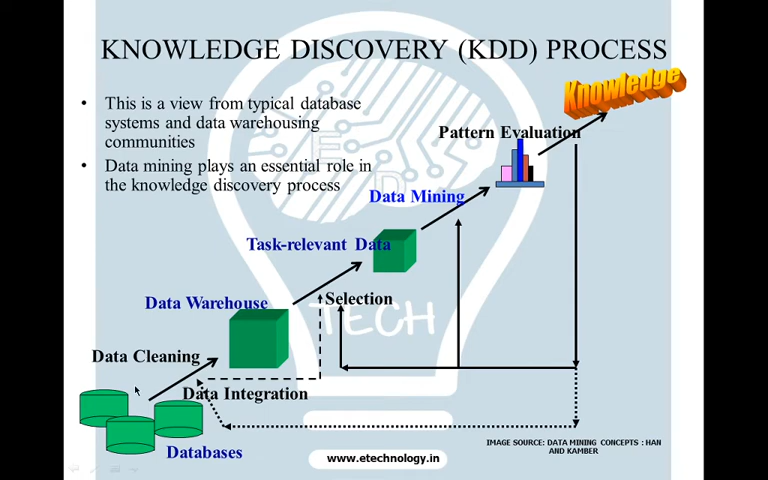 KNOWLEDGE DISCOVERY (KDD) PROCESS
Knowledge
• This is a view from typical database
systems and data warehousing
communities
• Data mining plays an essential role in
the knowledge discovery process
Pattern Evaluation
Data Mining
Task-relevant Data
Selection
Data Warehouse
TECH
Data Cleaning
Data Integration
Databases
IMAGE SOURCE: DATA MINING CONCEPTS : HAN
AND KAMBER
www.etechnology.in
E
D